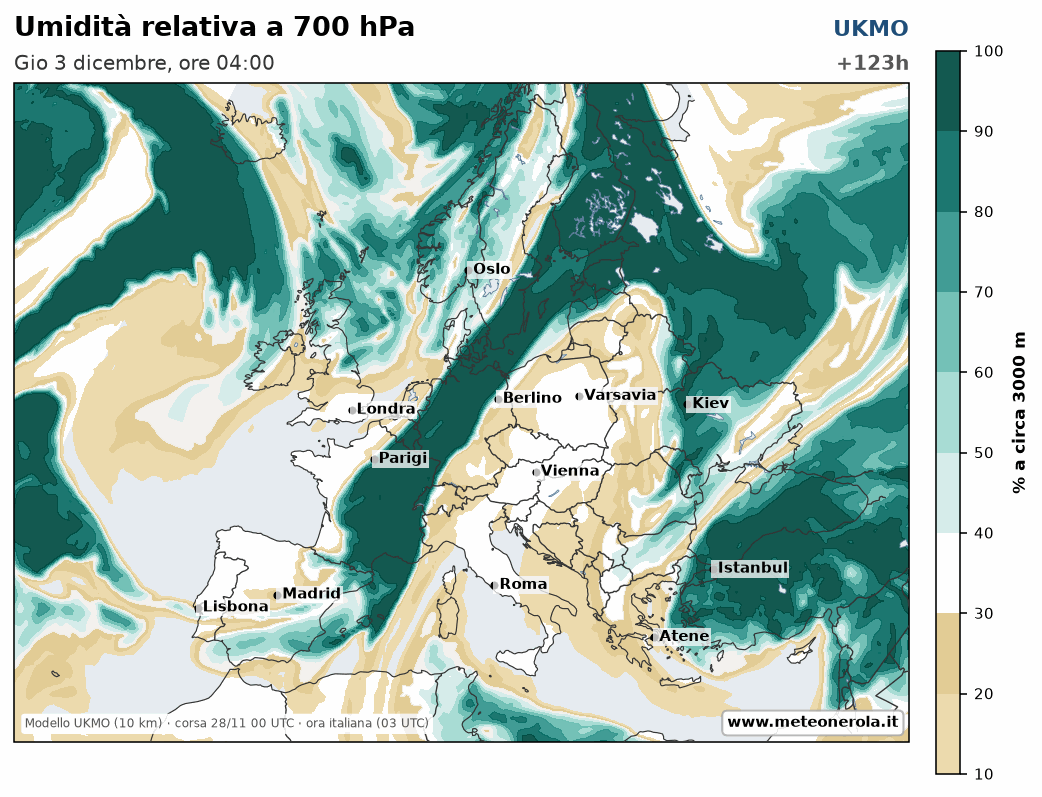 Umidità relativa a 700 hPa
UKMO
Gio 3 dicembre, ore 04:00
+123h
Oslo
Berlino
Varsavia
Kiev
Londra
Parigi
Vienna
Istanbul
Roma
Madrid
Lisbona
Atene
Modello UKMO (10 km) · corsa 28/11 00 UTC · ora italiana (03 UTC)
www.meteonerola.it
100
90
80
70
60
50
40
30
20
10
% a circa 3000 m